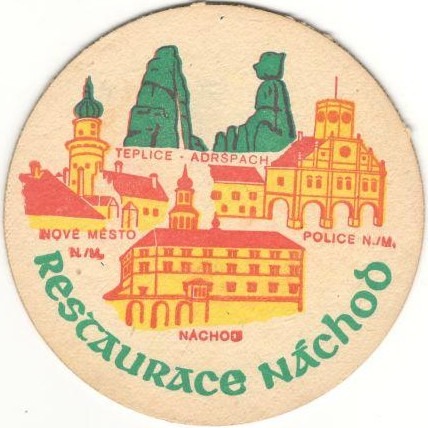 TEPLICE - ADRŠPACH
NOVÉ MĚSTO
N./M.
POLICE N./M.
NÁCHOD
RESTAURACE NÁCHOD